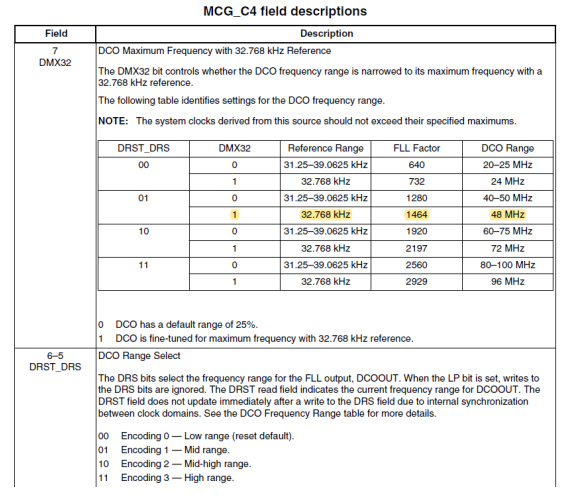 MCG_C4 field descriptions
Field Description
7
DMX32
DCO Maximum Frequency with 32.768 kHz Reference
The DMX32 bit controls whether the DCO frequency range is narrowed to its maximum frequency with a
32.768 kHz reference.
The following table identifies settings for the DCO frequency range.
NOTE: The system clocks derived from this source should not exceed their specified maximums.
DRST_DRS DMX32 Reference Range FLL Factor DCO Range
00 0 31.25–39.0625 kHz 640 20–25 MHz
1 32.768 kHz 732 24 MHz
01 0 31.25–39.0625 kHz 1280 40–50 MHz
1 32.768 kHz 1464 48 MHz
10 0 31.25–39.0625 kHz 1920 60–75 MHz
1 32.768 kHz 2197 72 MHz
11 0 31.25–39.0625 kHz 2560 80–100 MHz
1 32.768 kHz 2929 96 MHz
0 DCO has a default range of 25%.
1 DCO is fine-tuned for maximum frequency with 32.768 kHz reference.
6–5
DRST_DRS
DCO Range Select
The DRS bits select the frequency range for the FLL output, DCOOUT. When the LP bit is set, writes to
the DRS bits are ignored. The DRST read field indicates the current frequency range for DCOOUT. The
DRST field does not update immediately after a write to the DRS field due to internal synchronization
between clock domains. See the DCO Frequency Range table for more details.
00 Encoding 0 — Low range (reset default).
01 Encoding 1 — Mid range.
10 Encoding 2 — Mid-high range.
11 Encoding 3 — High range.